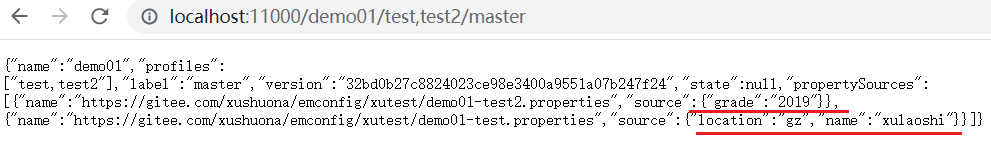 localhost:11000/demo01/test,test2/master
{"name":"demo01","profiles":
["test,test2"],"label":"master","version":"32bd0b27c8824023ce98e3400a9551a07b247f24","state":null,"propertySources":
[{"name":"https://gitee.com/xushuona/emconfig/xutest/demo01-test2.properties","source":{"grade":"2019"}},
{"name":"https://gitee.com/xushuona/emconfig/xutest/demo01-test.properties","source":{"location":"gz","name":"xulaoshi"}}]}